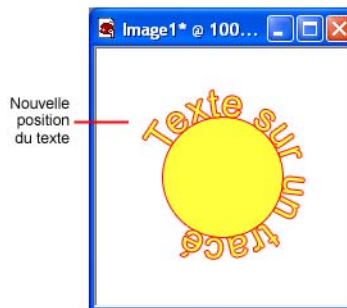 Image1* @ 100...
Nouvelle
position
du texte
Texte sur un tracé